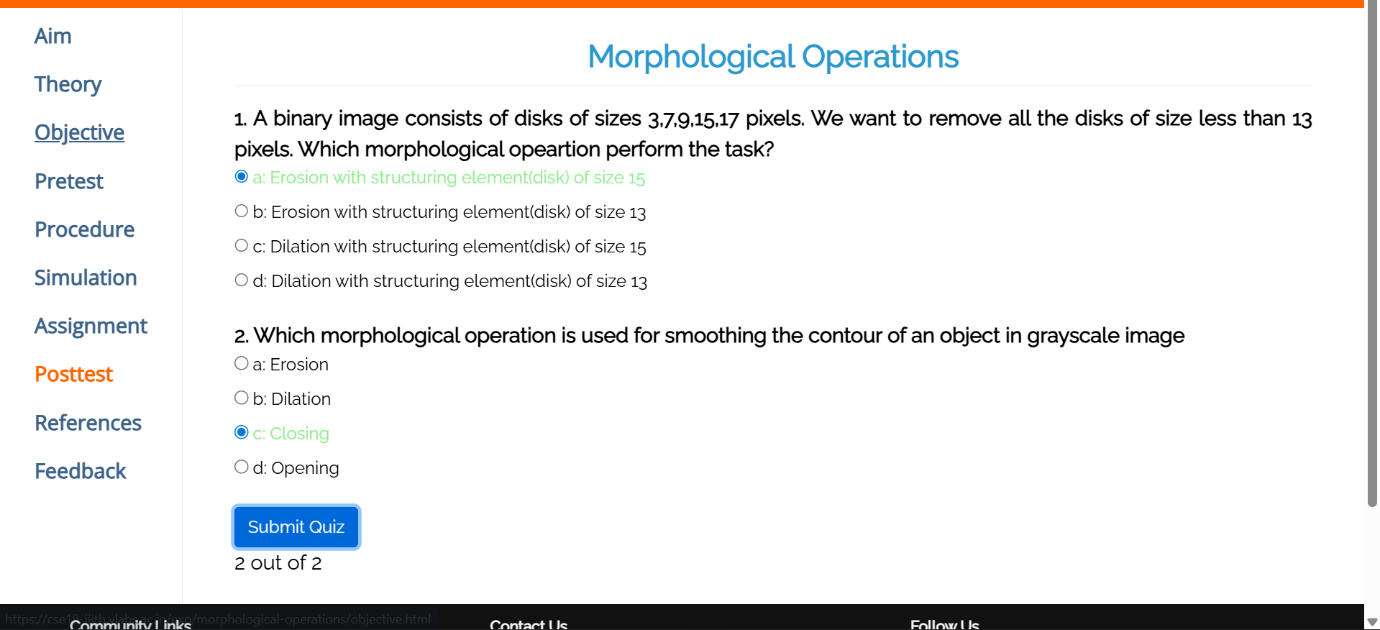 Aim
Theory
Objective
Pretest
Procedure
Simulation
Assignment
Posttest
References
Feedback
Morphological Operations
1. A binary image consists of disks of sizes 3,7,9,15,17 pixels. We want to remove all the disks of size less than 13
pixels. Which morphological opeartion perform the task?
a: Erosion with structuring element(disk) of size 15
b: Erosion with structuring element(disk) of size 13
c: Dilation with structuring element(disk) of size 15
d: Dilation with structuring element(disk) of size 13
2. Which morphological operation is used for smoothing the contour of an object in grayscale image
a: Erosion
b: Dilation
c: Closing
d: Opening
Submit Quiz
2 out of 2
Community Links
Contact Us
Follow Us